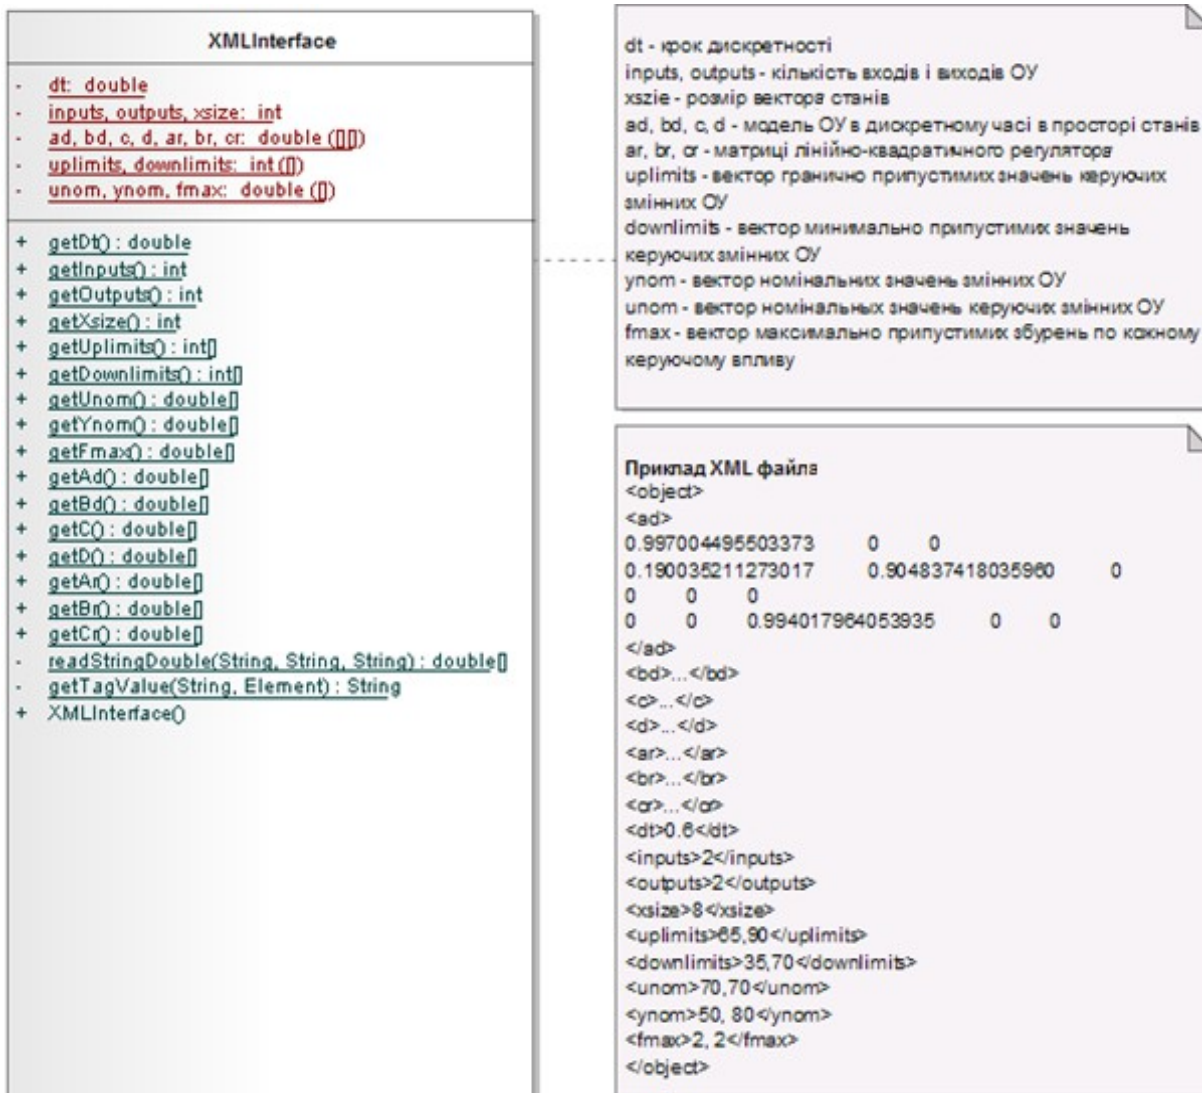 XMLInterface
- dt: double
- inputs, outputs, xsize: int
- ad, bd, c, d, ar, br, cr: double ([][])
- uplimits, downlimits: int ([])
- unom, ynom, fmax: double ([])
+ getDt() : double
+ getInputs() : int
+ getOutputs() : int
+ getXsize() : int
+ getUplimits() : int[]
+ getDownlimits() : int[]
+ getUnom() : double[]
+ getYnom() : double[]
+ getFmax() : double[]
+ getAd() : double[]
+ getBd() : double[]
+ getC() : double[]
+ getD() : double[]
+ getAr() : double[]
+ getBr() : double[]
+ getCr() : double[]
- readStringDouble(String, String, String) : double[]
- getTagValue(String, Element) : String
+ XMLInterface()
dt - крок дискретності
inputs, outputs - кількість входів і виходів ОУ
xszie - розмір вектора станів
ad, bd, c, d - модель ОУ в дискретному часі в просторі станів
ar, br, cr - матриці лінійно-квадратичного регулятора
uplimits - вектор гранично припустимих значень керуючих
змінних ОУ
downlimits - вектор минимально припустимих значень
керуючих змінних ОУ
ynom - вектор номінальних значень змінних ОУ
unom - вектор номінальных значень керуючих змінних ОУ
fmax - вектор максимально припустимих збурень по кожному
керуючому впливу
Приклад XML файла
<object>
<ad>
0.997004495503373 0 0
0.190035211273017 0.904837418035960 0
0 0 0
0 0 0.994017964053935 0 0
</ad>
<bd>...</bd>
<c>...</c>
<d>...</d>
<ar>...</ar>
<br>...</br>
<cr>...</cr>
<dt>0.6</dt>
<inputs>2</inputs>
<outputs>2</outputs>
<xsize>8</xsize>
<uplimits>65,90</uplimits>
<downlimits>35,70</downlimits>
<unom>70,70</unom>
<ynom>50, 80</ynom>
<fmax>2, 2</fmax>
</object>